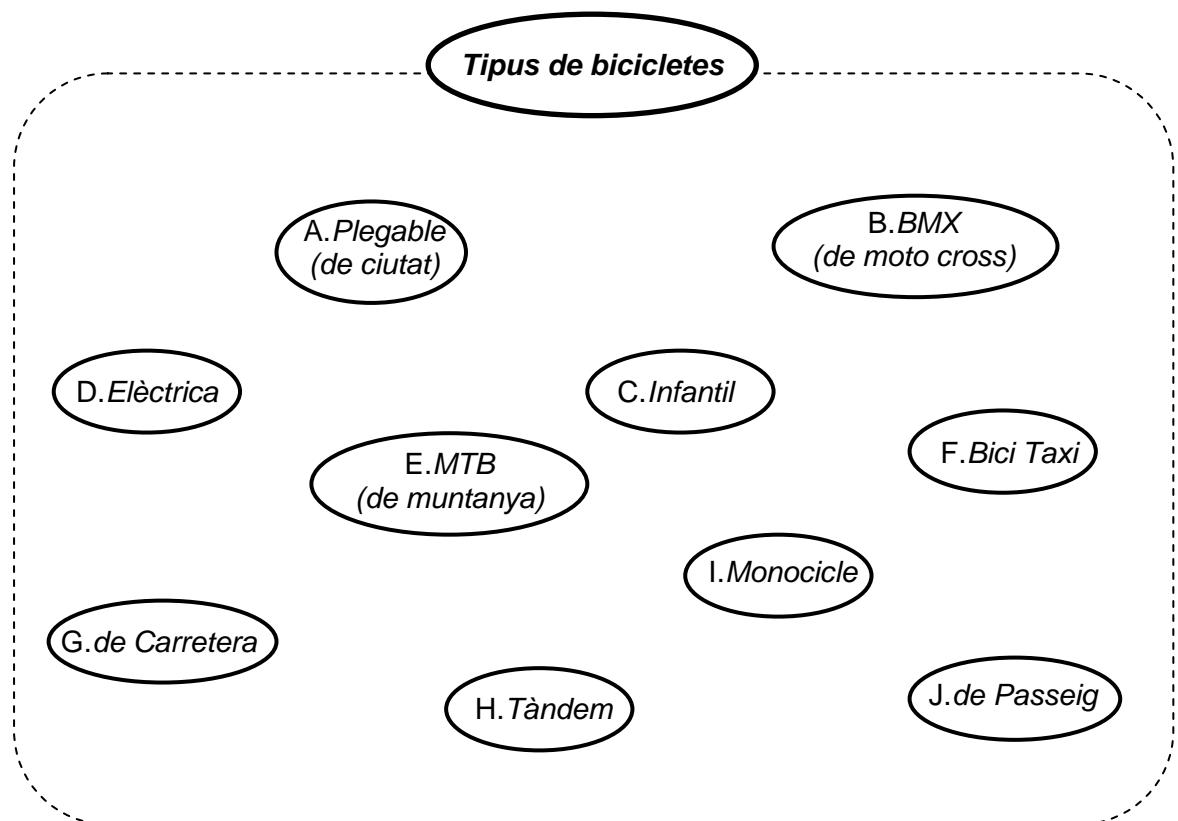 Tipus de bicicletes
A.Plegable
(de ciutat)
B.BMX
(de moto cross)
D.Elèctrica
C.Infantil
F.Bici Taxi
E.MTB
(de muntanya)
I.Monocicle
G.de Carretera
H.Tàndem
J.de Passeig